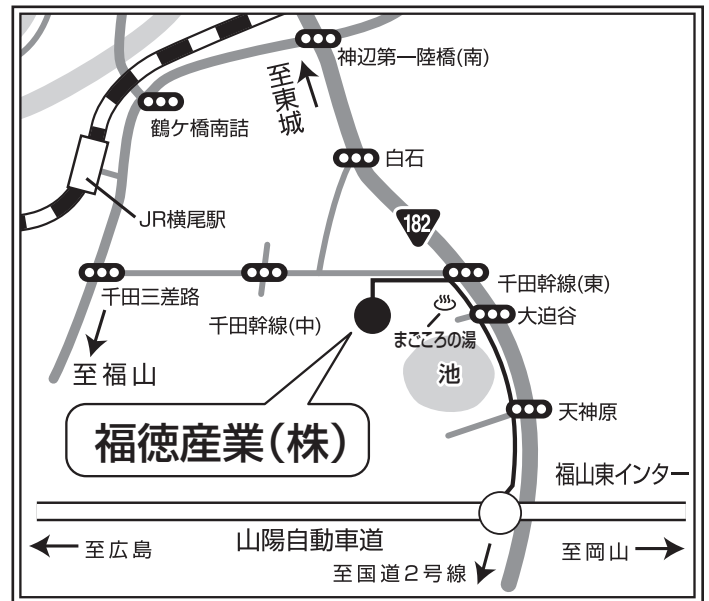 神辺第一陸橋(南)
至東城
鶴ケ橋南詰
白石
JR横尾駅
182
千田三差路
千田幹線(中)
千田幹線(東)
大迫谷
まごころの湯
池
至福山
天神原
福徳産業(株)
福山東インター
山陽自動車道
至広島
至国道2号線
至岡山